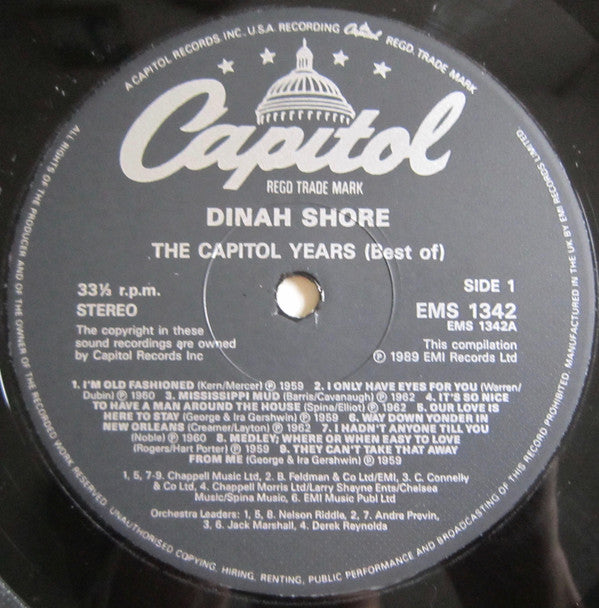 A CAPITOL RECORDS, INC. U.S.A. RECORDING Capitol REGD. TRADE MARK
Capitol
REGD TRADE MARK
DINAH SHORE
THE CAPITOL YEARS (Best of)
33⅓ r.p.m.
STEREO
The copyright in these
sound recordings are owned
by Capitol Records Inc
SIDE 1
EMS 1342
EMS 1342A
This compilation
℗ 1989 EMI Records Ltd
1. I'M OLD FASHIONED (Kern/Mercer) ℗ 1959 2. I ONLY HAVE EYES FOR YOU (Warren/
Dubin) ℗ 1960 3. MISSISSIPPI MUD (Barris/Cavanaugh) ℗ 1962 4. IT'S SO NICE
TO HAVE A MAN AROUND THE HOUSE (Spina/Elliot) ℗ 1962 5. OUR LOVE IS
HERE TO STAY (George & Ira Gershwin) ℗ 1959 6. WAY DOWN YONDER IN
NEW ORLEANS (Creamer/Layton) ℗ 1962 7. I HADN'T ANYONE TILL YOU
(Noble) ℗ 1960 8. MEDLEY; WHERE OR WHEN EASY TO LOVE
(Rogers/Hart Porter) ℗ 1959 9. THEY CAN'T TAKE THAT AWAY
FROM ME (George & Ira Gershwin) ℗ 1959
1, 5, 7-9. Chappell Music Ltd, 2. B. Feldman & Co Ltd/EMI, 3. C. Connelly
& Co Ltd, 4. Chappell Morris Ltd/Larry Shayne Ents/Chelsea
Music/Spina Music, 6. EMI Music Publ Ltd
Orchestra Leaders: 1, 5, 8. Nelson Riddle, 2, 7. Andre Previn,
3, 6. Jack Marshall, 4. Derek Reynolds
ALL RIGHTS OF THE PRODUCER AND OF THE OWNER OF THE RECORDED WORK RESERVED. UNAUTHORISED COPYING, HIRING, RENTING, PUBLIC PERFORMANCE AND BROADCASTING OF THIS RECORD PROHIBITED. MANUFACTURED IN THE UK BY EMI RECORDS LIMITED